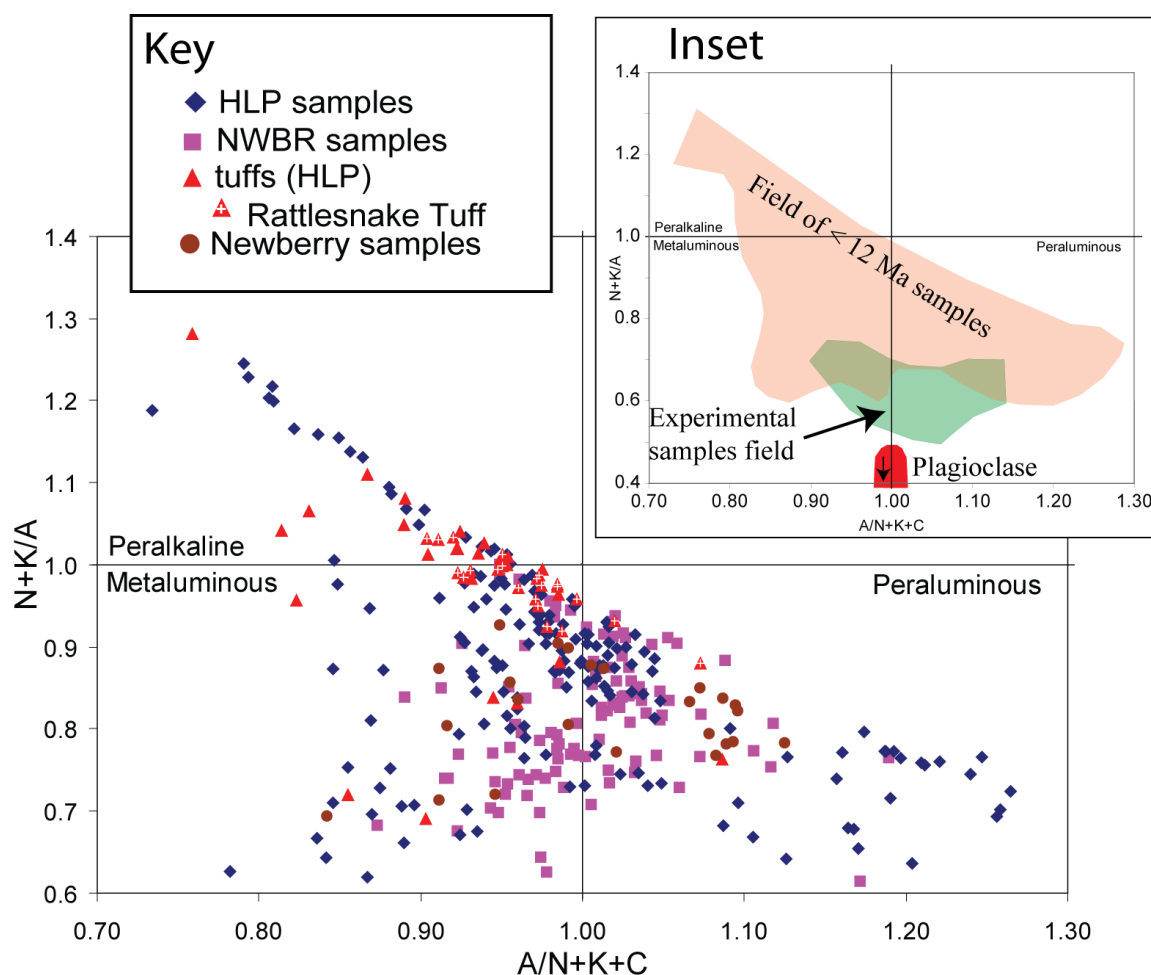 Key
HLP samples
NWBR samples
tuffs (HLP)
Rattlesnake Tuff
Newberry samples
Inset
1.4
1.2
1.0
0.8
0.6
0.4
N+K/A
Peralkaline
Metaluminous
Peraluminous
Field of < 12 Ma samples
Experimental
samples field
Plagioclase
0.70 0.80 0.90 1.00 1.10 1.20 1.30
A/N+K+C
1.4
1.3
1.2
1.1
1.0
0.9
0.8
0.7
0.6
N+K/A
Peralkaline
Metaluminous
Peraluminous
0.70 0.80 0.90 1.00 1.10 1.20 1.30
A/N+K+C